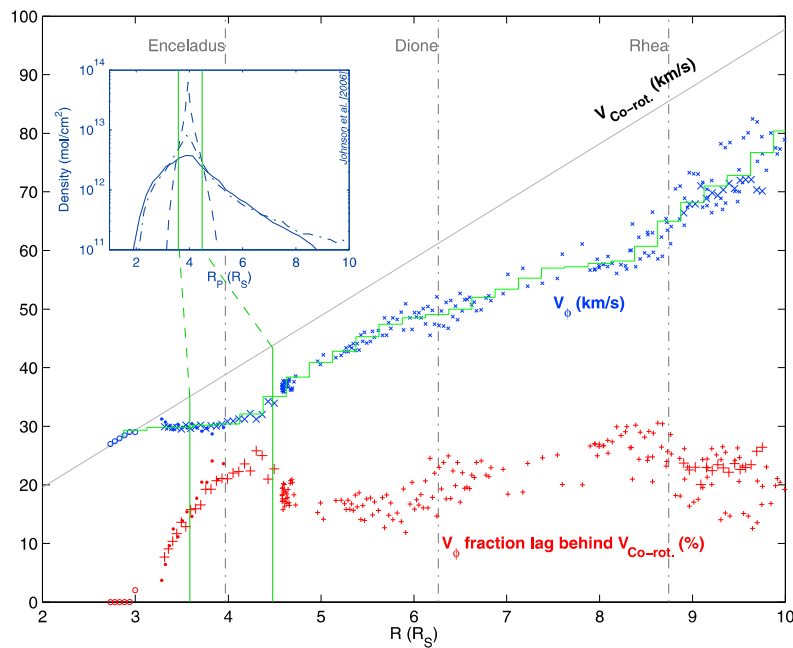 Enceladus
Dione
Rhea
V_Co–rot. (km/s)
10^14
10^13
10^12
10^11
Density (mol/cm^2)
Johnson et al. [2006]
2
4
6
8
10
R_P (R_S)
V_ϕ (km/s)
V_ϕ fraction lag behind V_Co–rot. (%)
90
80
70
60
50
40
30
20
10
0
2
3
4
5
6
7
8
9
10
R (R_S)